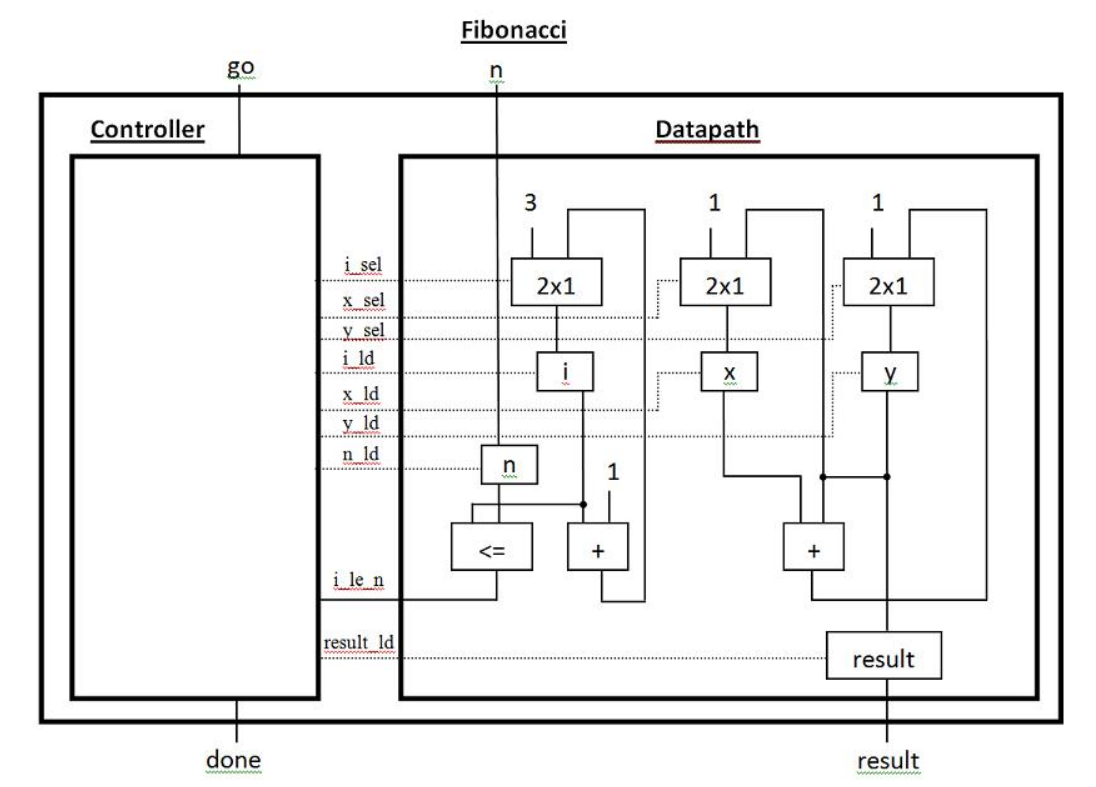 Fibonacci
go
n
Controller
Datapath
3
1
1
i_sel
2x1
2x1
2x1
x_sel
y_sel
i_ld
i
x
y
x_ld
y_ld
n_ld
n
1
<=
+
+
i_le_n
result_ld
result
done
result